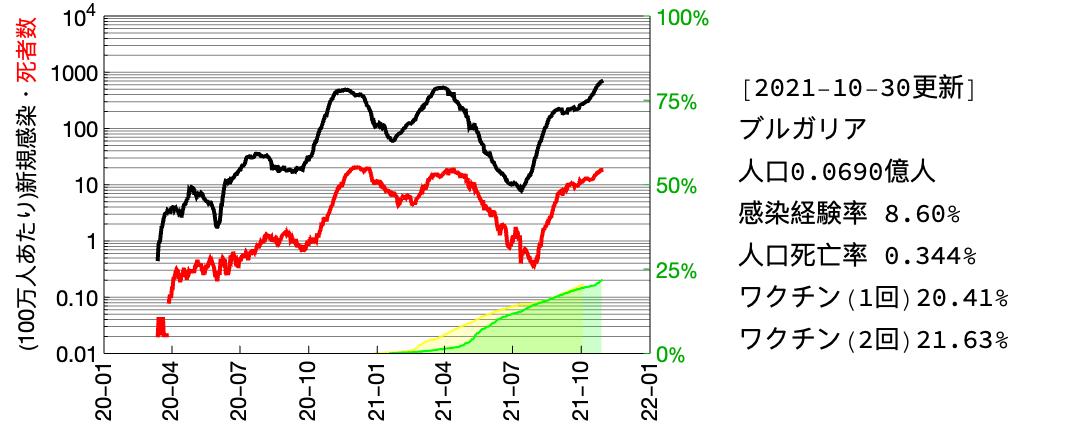 (100万人あたり)新規感染・死者数
10^4
1000
100
10
1
0.10
0.01
100%
75%
50%
25%
0%
20-01
20-04
20-07
20-10
21-01
21-04
21-07
21-10
22-01
[2021-10-30更新]
ブルガリア
人口0.0690億人
感染経験率 8.60%
人口死亡率 0.344%
ワクチン(1回)20.41%
ワクチン(2回)21.63%